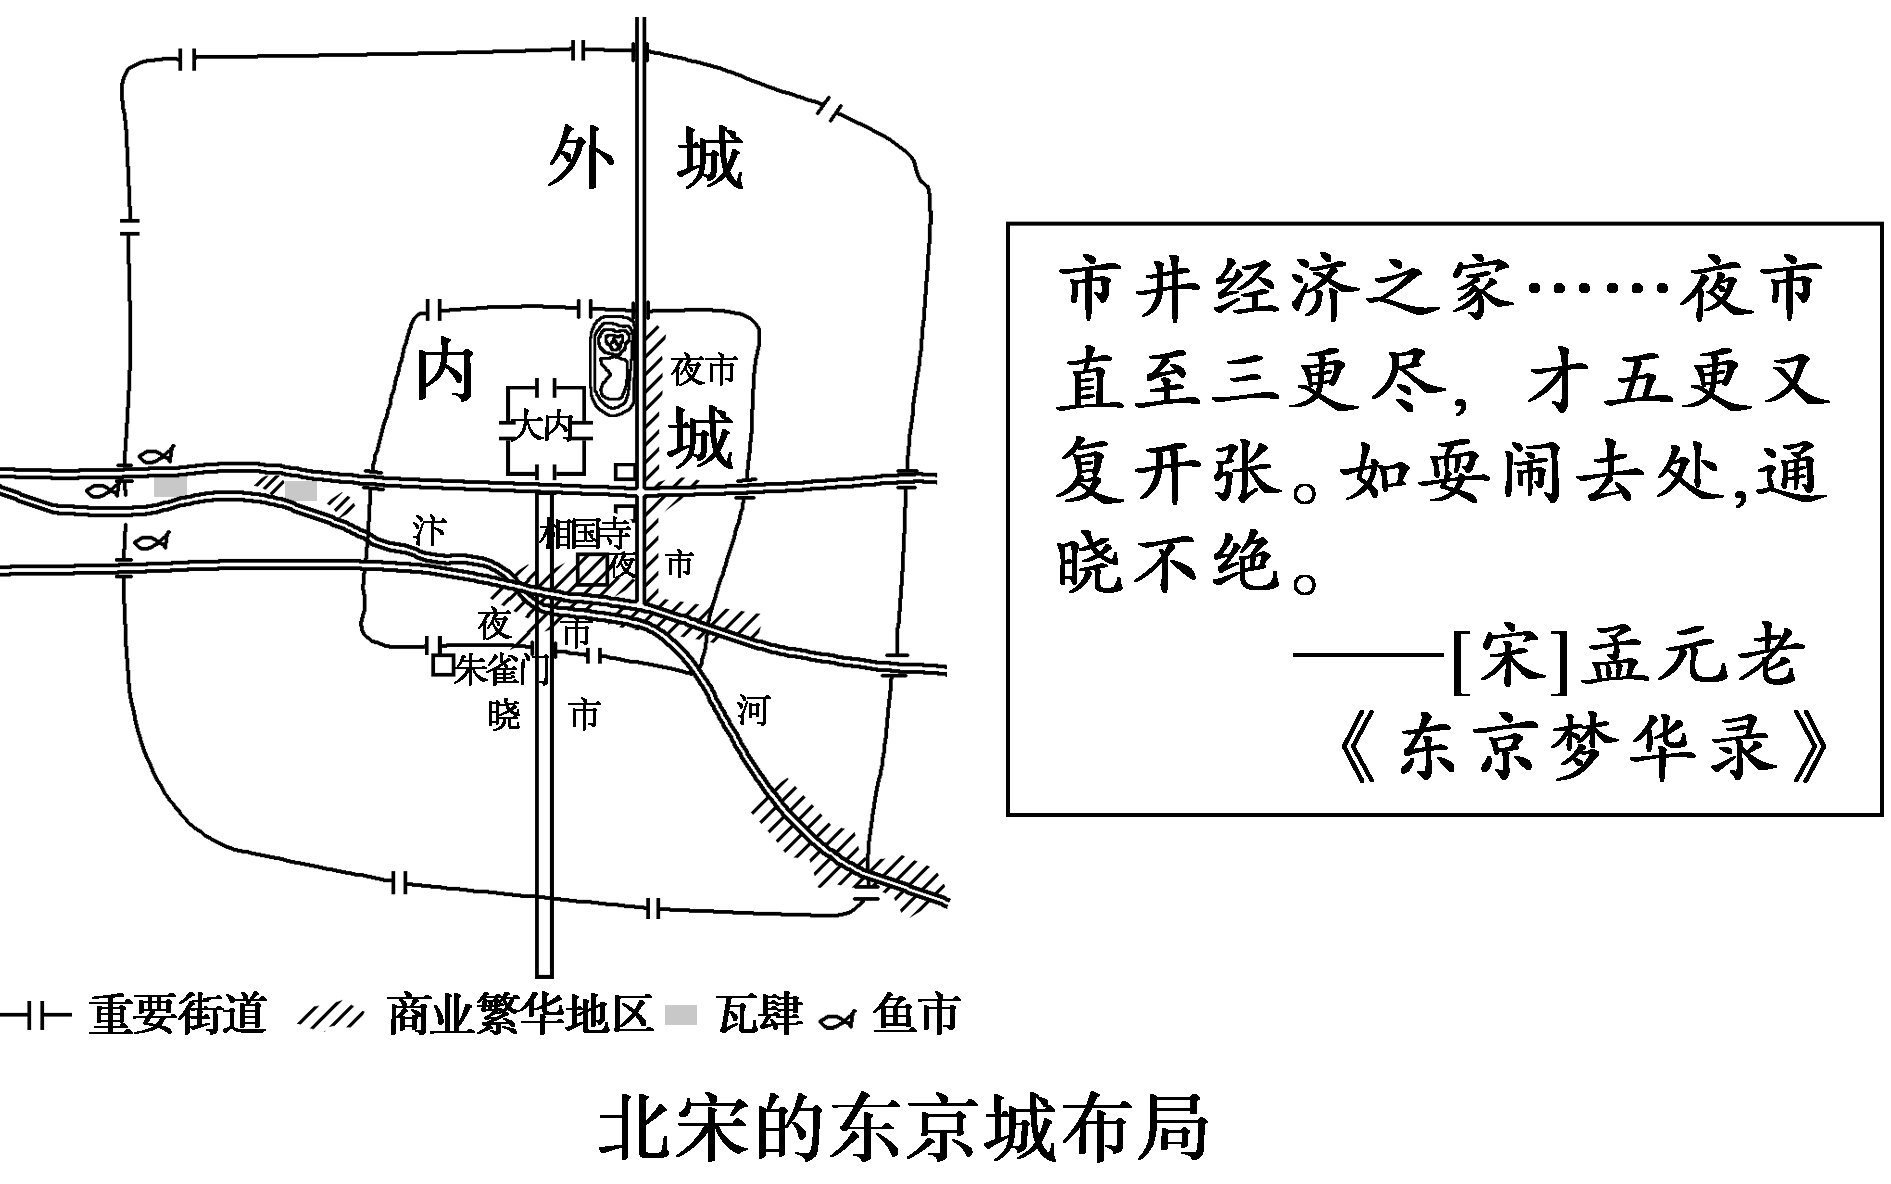 外 城
内
夜市
大内
城
汴
相国寺
夜 市
夜 市
朱雀门
晓 市
河
市井经济之家……夜市
直至三更尽，才五更又
复开张。如耍闹去处,通
晓不绝。
——[宋]孟元老
《东京梦华录》
重要街道 商业繁华地区 瓦肆 鱼市
北宋的东京城布局